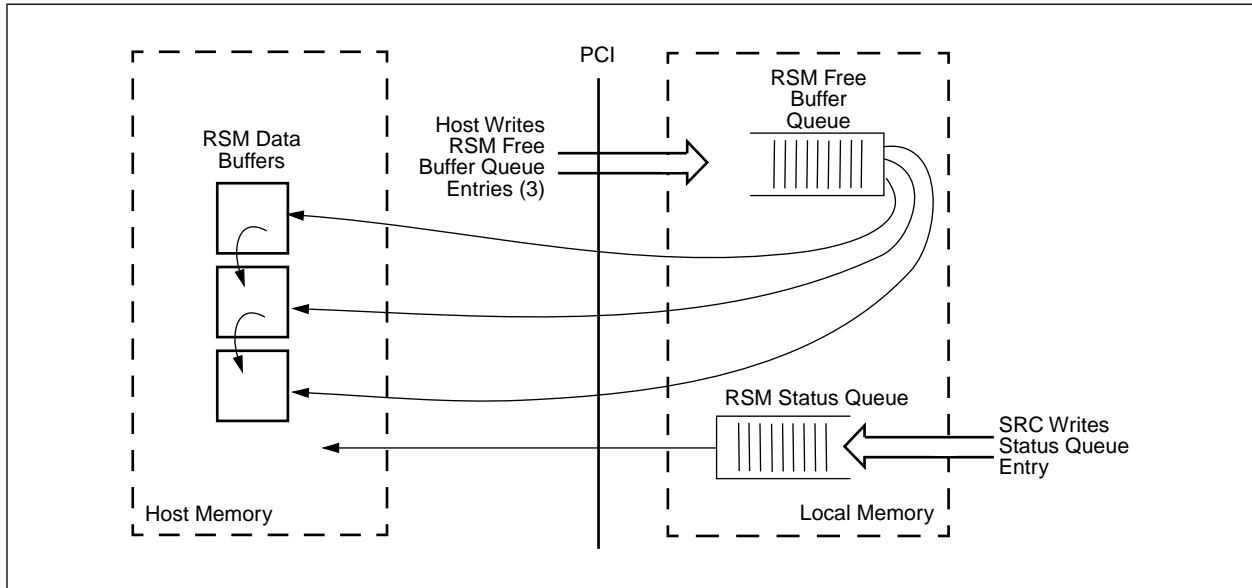 PCI
RSM Free
Buffer
Queue
Host Writes
RSM Free
Buffer Queue
Entries (3)
RSM Data
Buffers
RSM Status Queue
SRC Writes
Status Queue
Entry
Host Memory
Local Memory